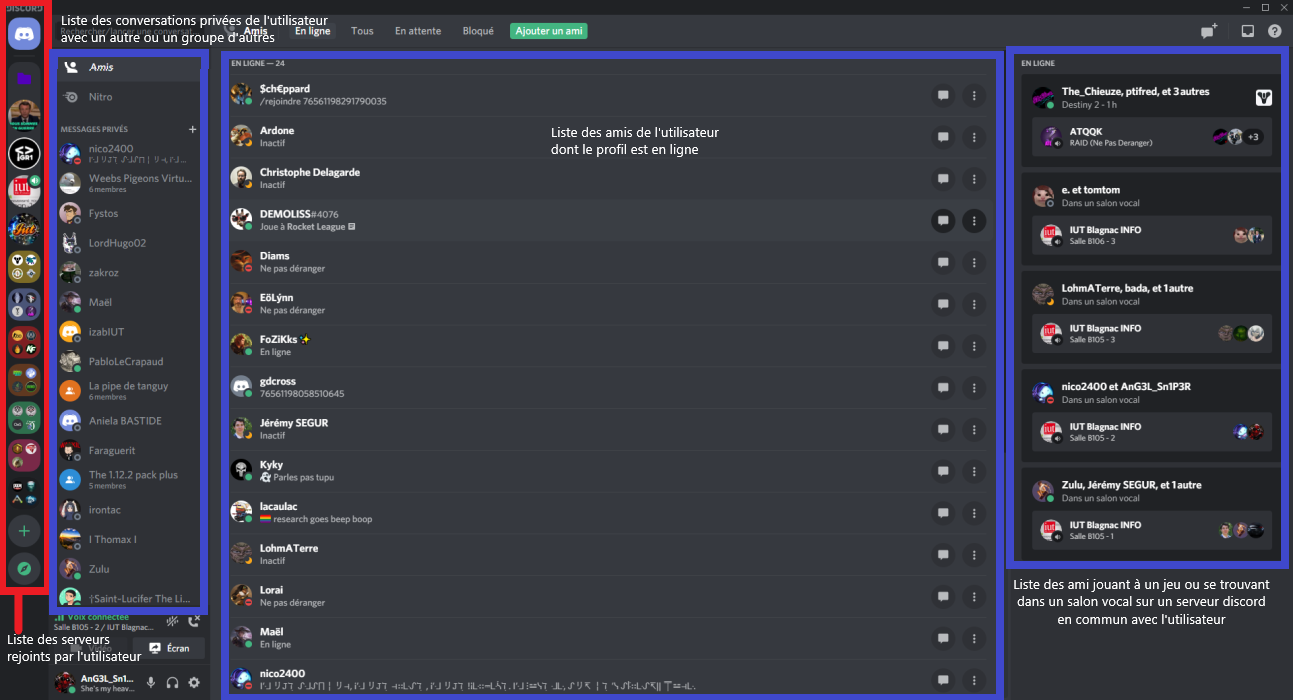 DISCORD
Liste des conversations privées de l'utilisateur
avec un autre ou un groupe d'autres
Rechercher/lancer une conversat...
Amis
En ligne
Tous
En attente
Bloqué
Ajouter un ami
Amis
Nitro
MESSAGES PRIVÉS
+
nico2400
Weebs Pigeons Virtu...
6 membres
Fystos
LordHugo02
zakroz
Maël
izabIUT
PabloLeCrapaud
La pipe de tanguy
6 membres
Aniela BASTIDE
Faraguerit
The 1.12.2 pack plus
5 membres
irontac
I Thomax I
Zulu
†Saint-Lucifer The Li...
Voix connectée
Salle B105 - 2 / IUT Blagnac...
Liste des serveurs
rejoints par l'utilisateur
Vidéo
Écran
AnG3L_Sn1...
She's my heav...
EN LIGNE — 24
Liste des amis de l'utilisateur
dont le profil est en ligne
$ch€ppard
/rejoindre 76561198291790035
Ardone
Inactif
Christophe Delagarde
Inactif
DEMOLISS#4076
Joue à Rocket League
Diams
Ne pas déranger
EôLýnn
Ne pas déranger
FoZiKks ✨
En ligne
gdcross
76561198058510645
Jérémy SEGUR
Inactif
Kyky
Parles pas tupu
lacaulac
🏳️‍🌈 research goes beep boop
LohmATerre
Inactif
Lorai
Ne pas déranger
Maël
En ligne
nico2400
EN LIGNE
The_Chieuze, ptifred, et 3 autres
Destiny 2 - 1 h
ATQQK
RAID (Ne Pas Deranger)
+3
e. et tomtom
Dans un salon vocal
IUT Blagnac INFO
Salle B106 - 3
LohmATerre, bada, et 1 autre
Dans un salon vocal
IUT Blagnac INFO
Salle B105 - 3
nico2400 et AnG3L_Sn1P3R
Dans un salon vocal
IUT Blagnac INFO
Salle B105 - 2
Zulu, Jérémy SEGUR, et 1 autre
Dans un salon vocal
IUT Blagnac INFO
Salle B105 - 1
Liste des ami jouant à un jeu ou se trouvant
dans un salon vocal sur un serveur discord
en commun avec l'utilisateur